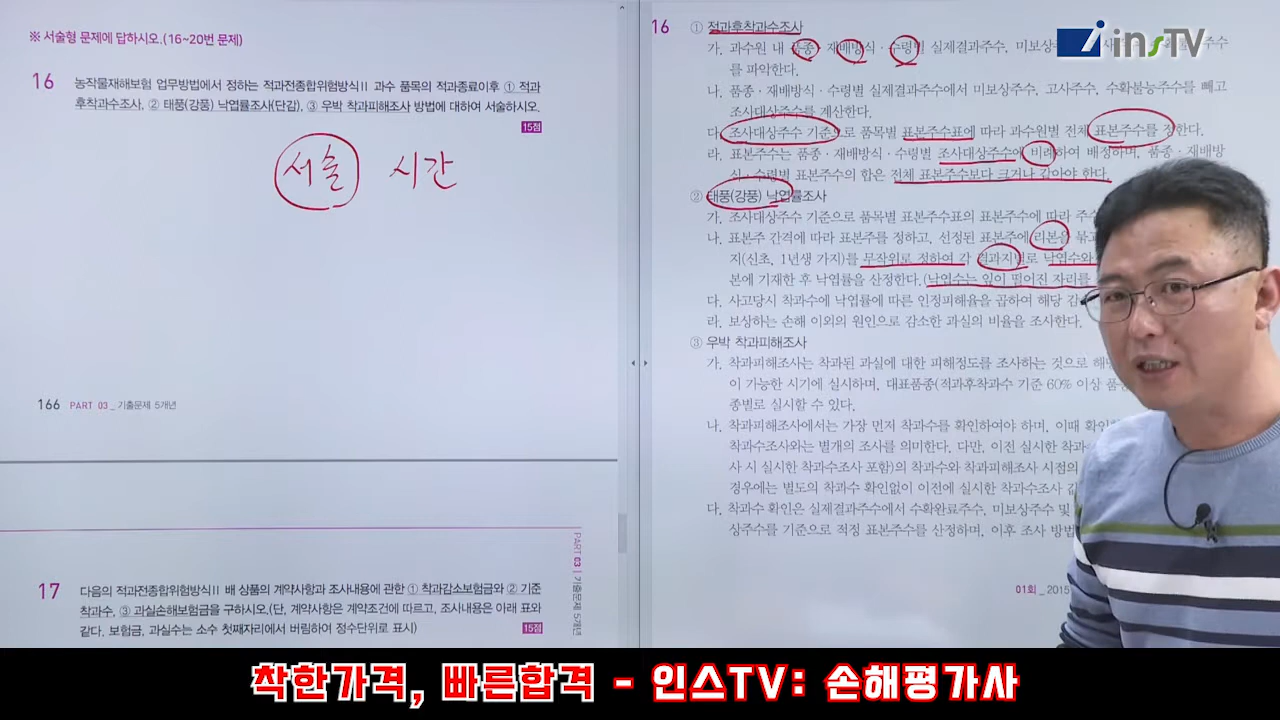 ※ 서술형 문제에 답하시오.(16~20번 문제)
16 농작물재해보험 업무방법에서 정하는 적과전종합위험방식Ⅱ 과수 품목의 적과종료이후 ① 적과
후착과수조사, ② 태풍(강풍) 낙엽률조사(단감), ③ 우박 착과피해조사 방법에 대하여 서술하시오.
15점
서술 시간
166 PART 03 _ 기출문제 5개년
PART 03 | 기출문제 5개년
17 다음의 적과전종합위험방식Ⅱ 배 상품의 계약사항과 조사내용에 관한 ① 착과감소보험금와 ② 기준
착과수, ③ 과실손해보험금을 구하시오.(단, 계약사항은 계약조건에 따르고, 조사내용은 아래 표와
같다. 보험금, 과실수는 소수 첫째자리에서 버림하여 정수단위로 표시)
15점
16 ① 적과후착과수조사
가. 과수원 내 품종·재배방식·수령별 실제결과주수, 미보상주수
를 파악한다.
나. 품종·재배방식·수령별 실제결과주수에서 미보상주수, 고사주수, 수확불능주수를 빼고
조사대상주수를 계산한다.
다. 조사대상주수 기준으로 품목별 표본주수표에 따라 과수원별 전체 표본주수를 정한다.
라. 표본주수는 품종·재배방식·수령별 조사대상주수에 비례하여 배정하며, 품종·재배방
식·수령별 표본주수의 합은 전체 표본주수보다 크거나 같아야 한다.
② 태풍(강풍) 낙엽률조사
가. 조사대상주수 기준으로 품목별 표본주수표의 표본주수에 따라 주수
나. 표본주 간격에 따라 표본주를 정하고, 선정된 표본주에 리본을 묶고
지(신초, 1년생 가지)를 무작위로 정하여 각 결과지별로 낙엽수와
본에 기재한 후 낙엽률을 산정한다.(낙엽수는 잎이 떨어진 자리를
다. 사고당시 착과수에 낙엽률에 따른 인정피해율을 곱하여 해당 감
라. 보상하는 손해 이외의 원인으로 감소한 과실의 비율을 조사한다.
③ 우박 착과피해조사
가. 착과피해조사는 착과된 과실에 대한 피해정도를 조사하는 것으로 해당
이 가능한 시기에 실시하며, 대표품종(적과후착과수 기준 60% 이상 품
종별로 실시할 수 있다.
나. 착과피해조사에서는 가장 먼저 착과수를 확인하여야 하며, 이때 확인
착과수조사와는 별개의 조사를 의미한다. 다만, 이전 실시한 착과
사 시 실시한 착과수조사 포함)의 착과수와 착과피해조사 시점의
경우에는 별도의 착과수 확인없이 이전에 실시한 착과수조사 값
다. 착과수 확인은 실제결과주수에서 수확완료주수, 미보상주수 및
상주수를 기준으로 적정 표본주수를 산정하며, 이후 조사 방법
01회 _ 2015
insTV
착한가격, 빠른합격 - 인스TV: 손해평가사